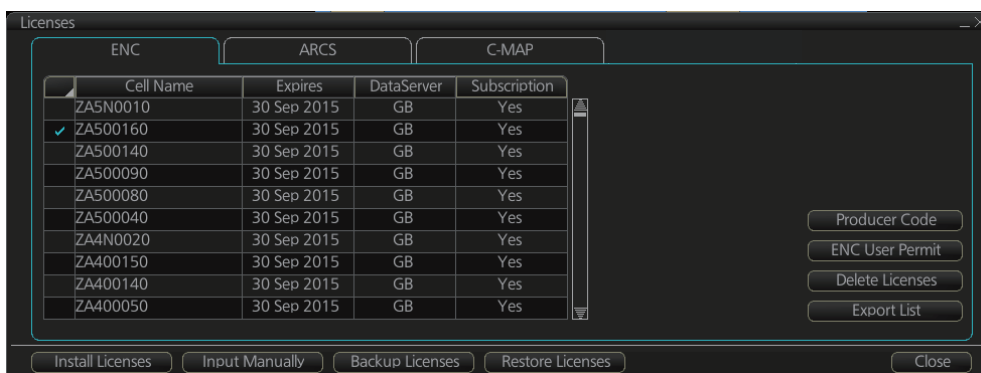 Licenses
ENC ARCS C-MAP
Cell Name Expires DataServer Subscription
ZA5N0010 30 Sep 2015 GB Yes
ZA500160 30 Sep 2015 GB Yes
ZA500140 30 Sep 2015 GB Yes
ZA500090 30 Sep 2015 GB Yes
ZA500080 30 Sep 2015 GB Yes
ZA500040 30 Sep 2015 GB Yes
ZA4N0020 30 Sep 2015 GB Yes
ZA400150 30 Sep 2015 GB Yes
ZA400140 30 Sep 2015 GB Yes
ZA400050 30 Sep 2015 GB Yes
Producer Code
ENC User Permit
Delete Licenses
Export List
Install Licenses Input Manually Backup Licenses Restore Licenses Close